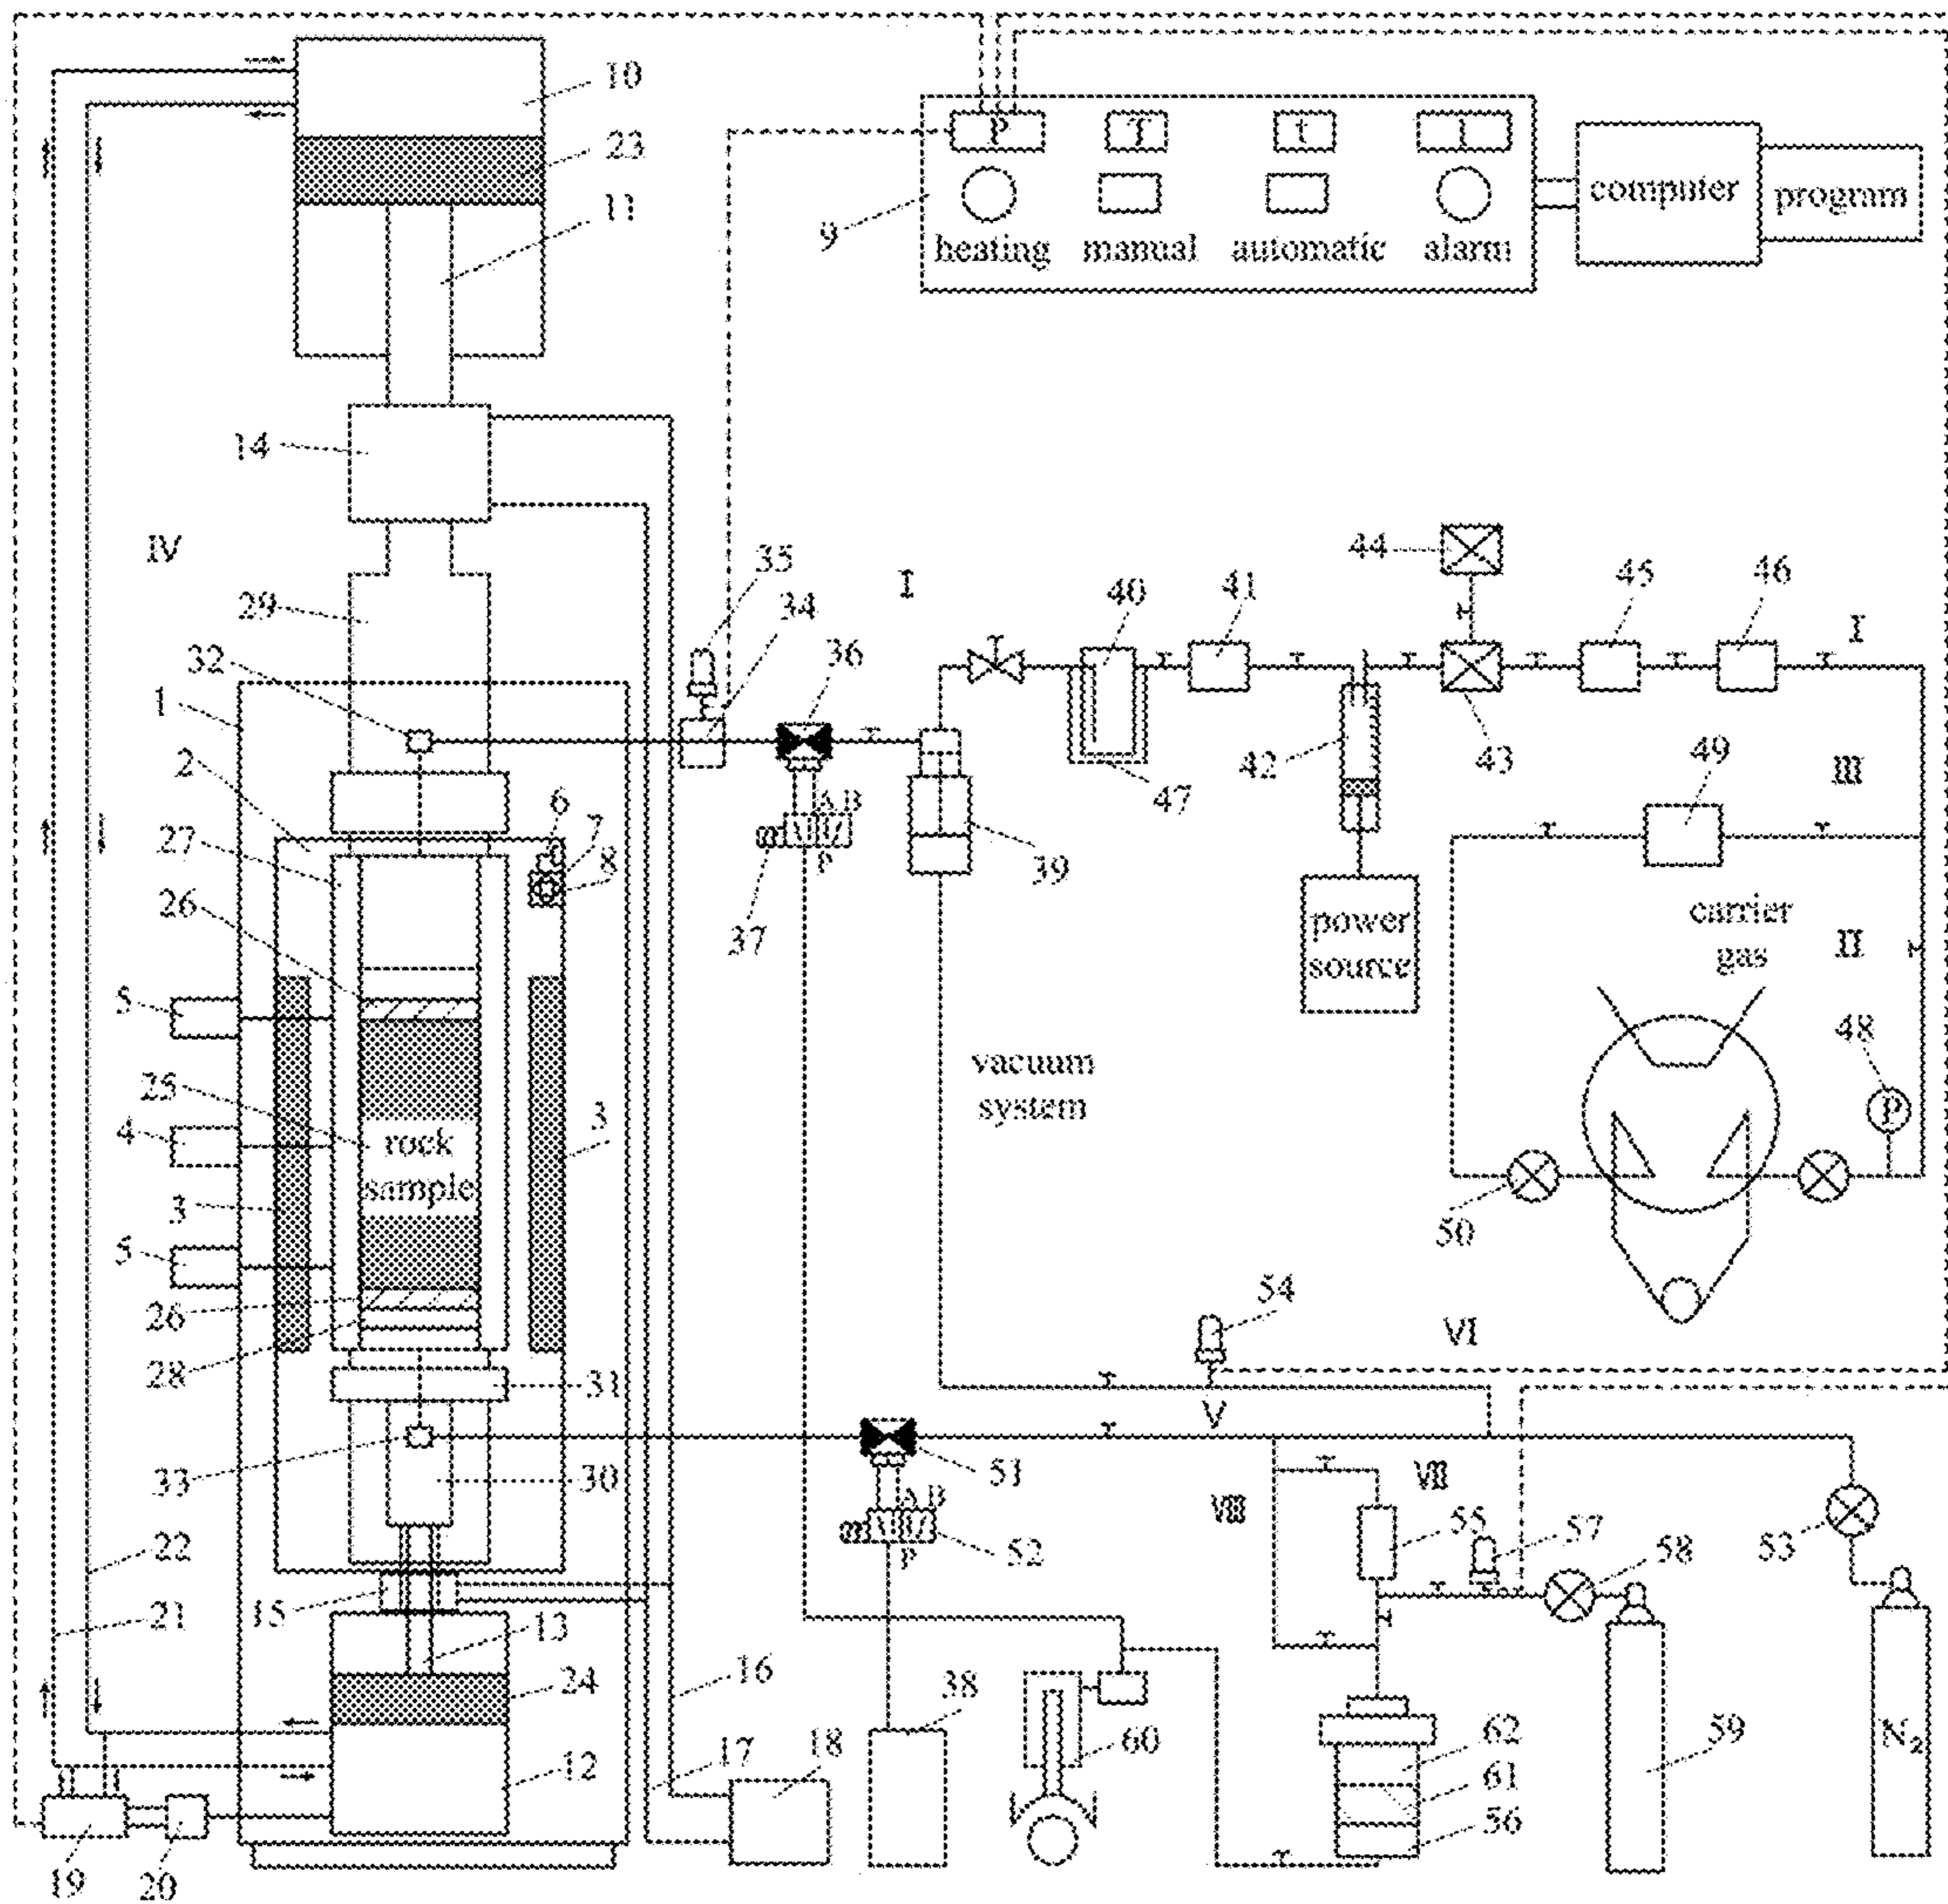 10
23
11
P T t I
heating manual automatic alarm
9
computer
program
14
IV
29
32
1
2
27
26
5
25
4
3
5
26
28
33
22
21
15
19
20
35
34
36
I
6
7
8
37
A B
P
39
40
41
47
42
44
43
45
46
I
49
III
power
source
carrier
gas
II
48
P
50
vacuum
system
rock
sample
3
31
30
13
24
12
16
17
18
38
60
54
VI
V
51
A B
P
52
VIII
VII
55
57
58
53
62
61
56
59
N₂